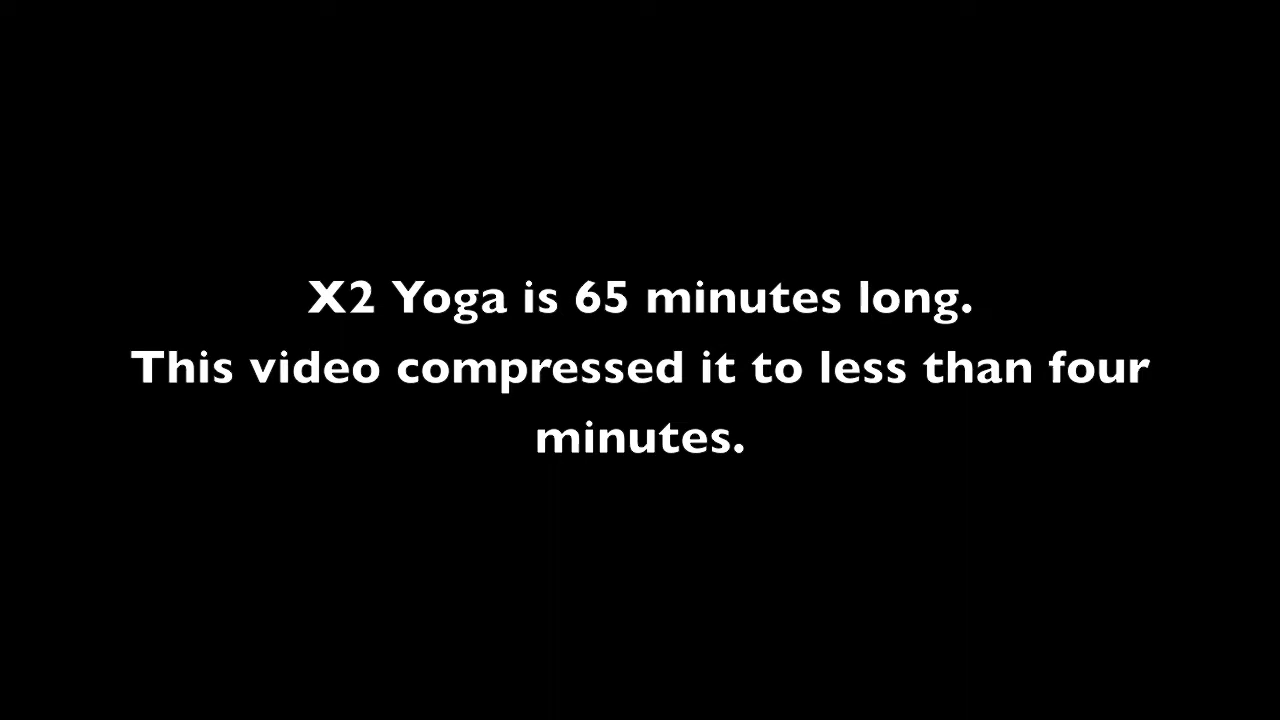 X2 Yoga is 65 minutes long.
This video compressed it to less than four
minutes.